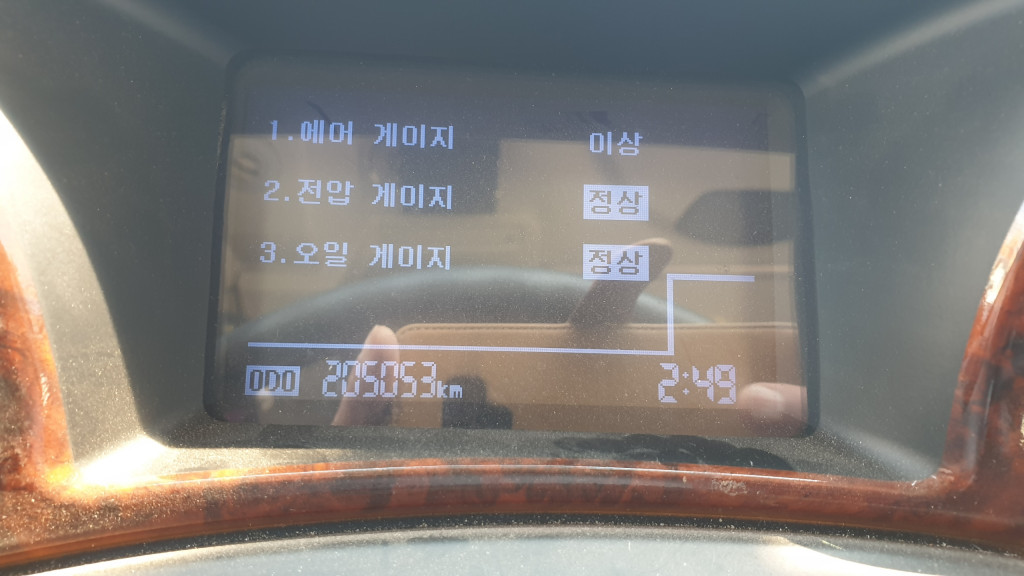 1.에어 게이지 이상
2.전압 게이지 정상
3.오일 게이지 정상
ODO 205053km 2:49